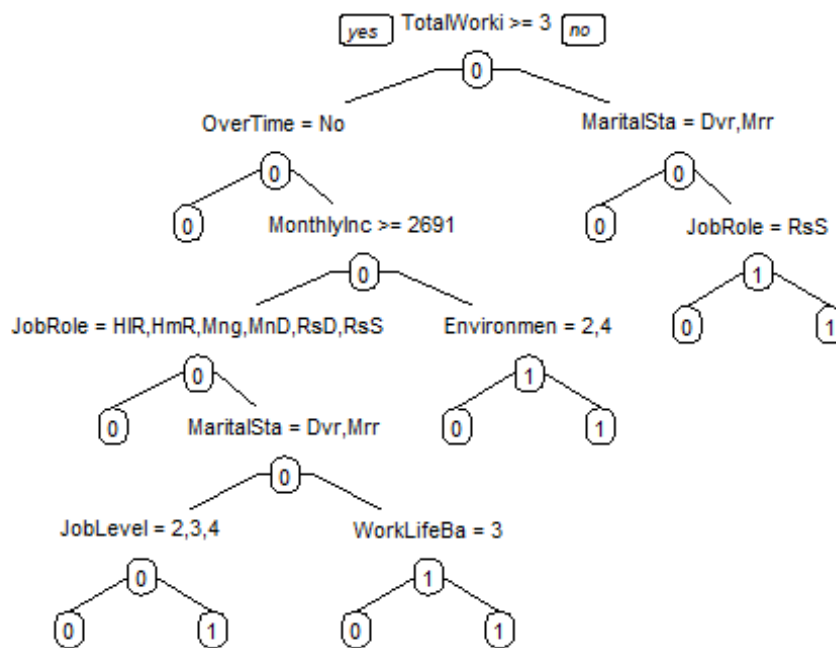 yes TotalWorki >= 3 no
0
OverTime = No MaritalSta = Dvr,Mrr
0 0
0 MonthlyInc >= 2691 0 JobRole = RsS
0 1
JobRole = HlR,HmR,Mng,MnD,RsD,RsS Environmen = 2,4 0 1
0 1
0 MaritalSta = Dvr,Mrr 0 1
0
JobLevel = 2,3,4 WorkLifeBa = 3
0 1
0 1 0 1